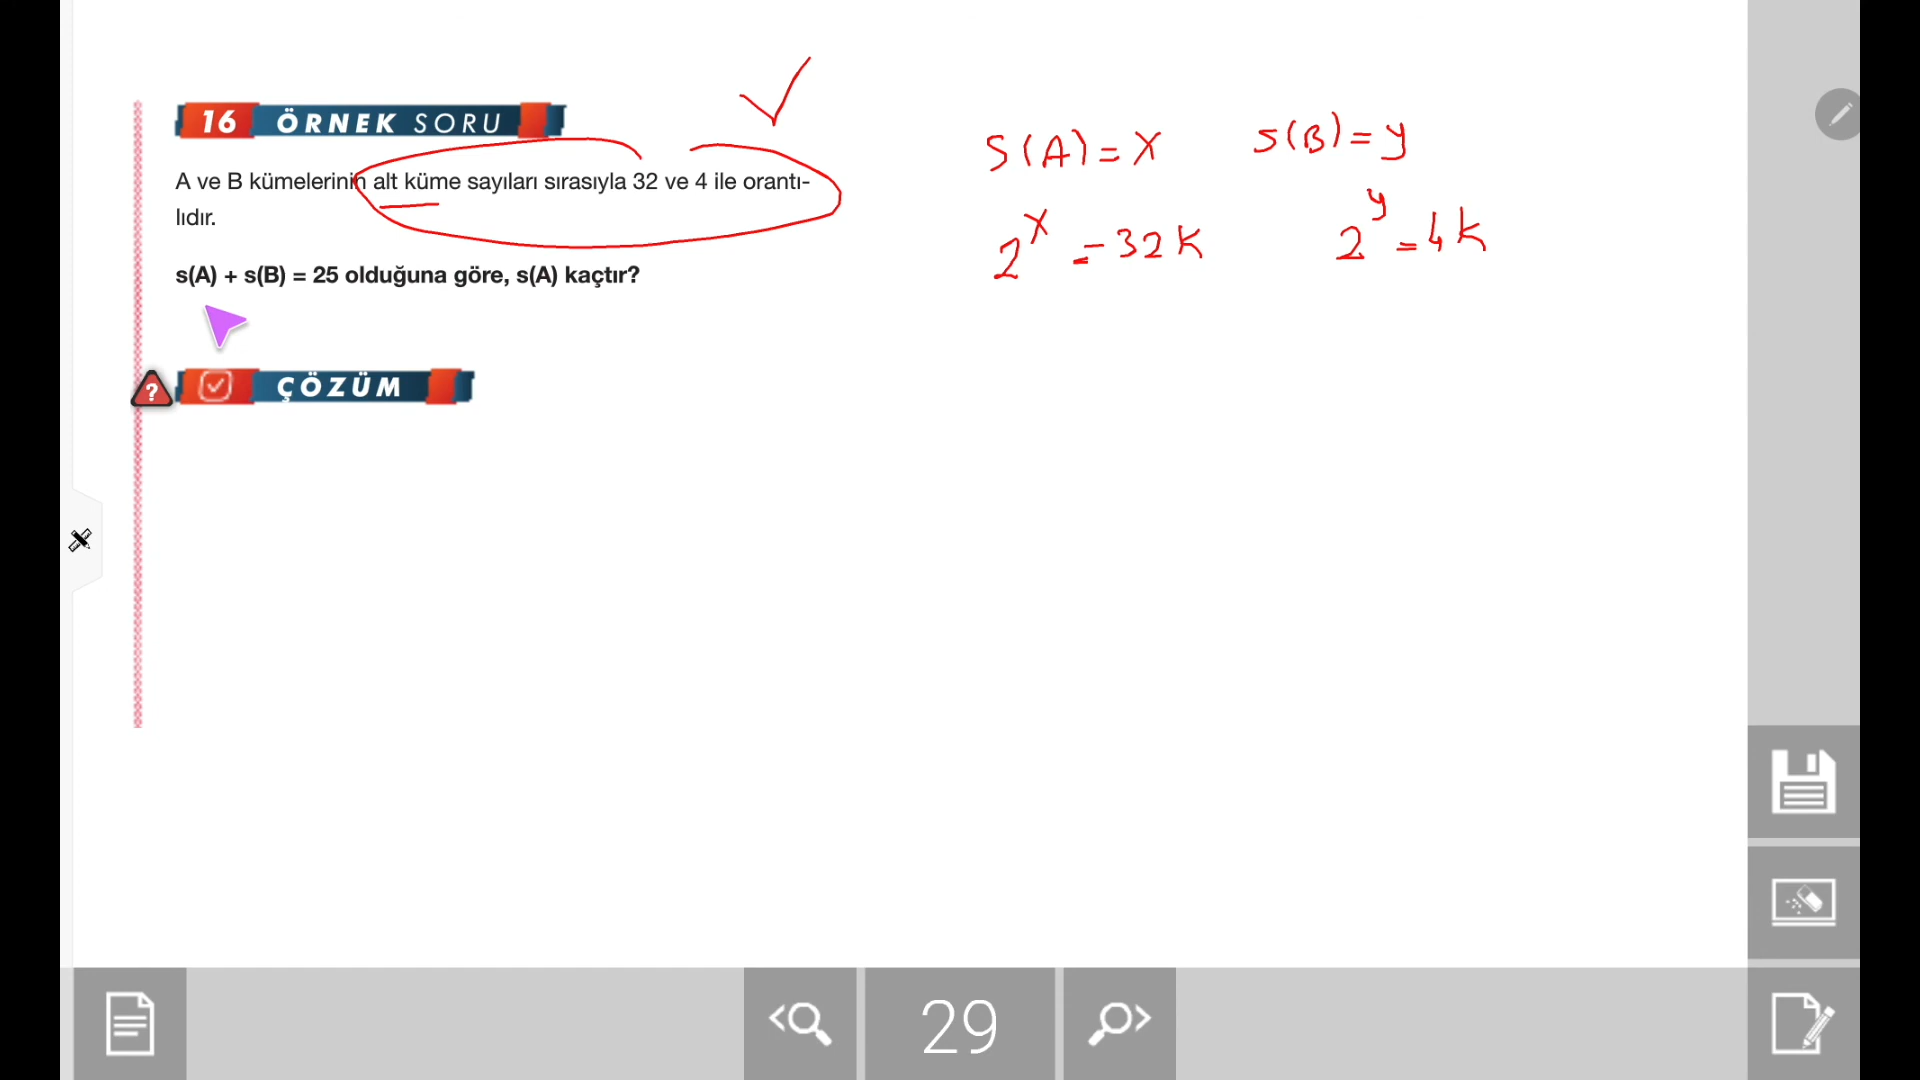 16 ÖRNEK SORU
A ve B kümelerinin alt küme sayıları sırasıyla 32 ve 4 ile orantı-
lıdır.
s(A) + s(B) = 25 olduğuna göre, s(A) kaçtır?
? ÇÖZÜM
S(A) = X S(B) = y
2^X = 32K 2^y = 4K
29